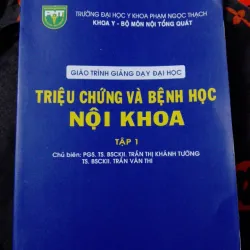 PNT
TRƯỜNG ĐẠI HỌC Y KHOA PHẠM NGỌC THẠCH
KHOA Y - BỘ MÔN NỘI TỔNG QUÁT
GIÁO TRÌNH GIẢNG DẠY ĐẠI HỌC
TRIỆU CHỨNG VÀ BỆNH HỌC
NỘI KHOA
TẬP 1
Chủ biên: PGS. TS. BSCKII. TRẦN THỊ KHÁNH TƯỜNG
TS. BSCKII. TRẦN VĂN THI